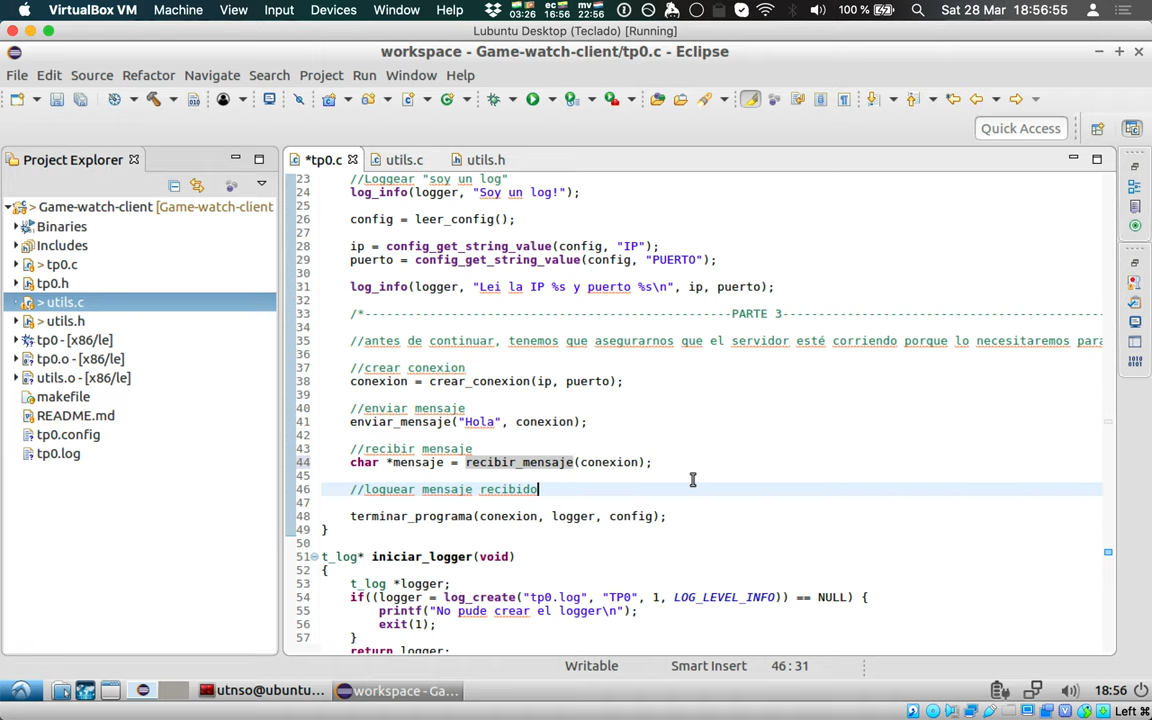 VirtualBox VM Machine View Input Devices Window Help 03:26 ec 16:56 mv 22:56 100 % Sat 28 Mar 18:56:55
Lubuntu Desktop (Teclado) [Running]
workspace - Game-watch-client/tp0.c - Eclipse
File Edit Source Refactor Navigate Search Project Run Window Help
Quick Access
Project Explorer
*tp0.c utils.c utils.h
> Game-watch-client [Game-watch-client
Binaries
Includes
> tp0.c
tp0.h
> utils.c
> utils.h
tp0 - [x86/le]
tp0.o - [x86/le]
utils.o - [x86/le]
makefile
README.md
tp0.config
tp0.log
23 //Loggear "soy un log"
24 log_info(logger, "Soy un log!");
25
26 config = leer_config();
27
28 ip = config_get_string_value(config, "IP");
29 puerto = config_get_string_value(config, "PUERTO");
30
31 log_info(logger, "Lei la IP %s y puerto %s\n", ip, puerto);
32
33 /*---------------------------------------------------PARTE 3---------------------------------------------
34
35 //antes de continuar, tenemos que asegurarnos que el servidor esté corriendo porque lo necesitaremos para
36
37 //crear conexion
38 conexion = crear_conexion(ip, puerto);
39
40 //enviar mensaje
41 enviar_mensaje("Hola", conexion);
42
43 //recibir mensaje
44 char *mensaje = recibir_mensaje(conexion);
45
46 //loguear mensaje recibido
47
48 terminar_programa(conexion, logger, config);
49 }
50
51 t_log* iniciar_logger(void)
52 {
53 t_log *logger;
54 if((logger = log_create("tp0.log", "TP0", 1, LOG_LEVEL_INFO)) == NULL) {
55 printf("No pude crear el logger\n");
56 exit(1);
57 }
return logger;
Writable Smart Insert 46 : 31
utnso@ubuntu... workspace - Ga... 18:56
Left ⌘